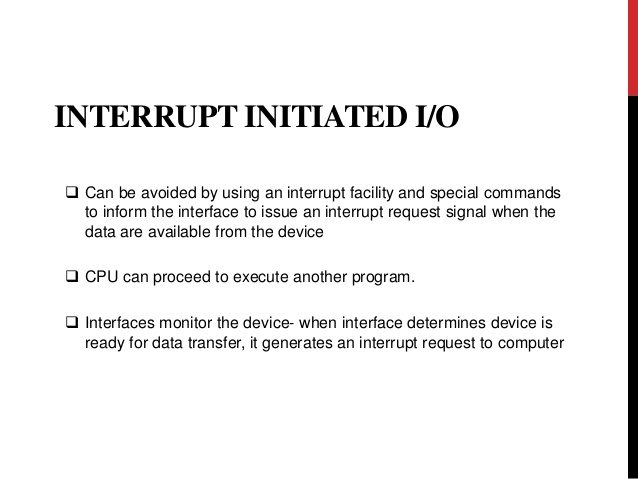 INTERRUPT INITIATED I/O
❑ Can be avoided by using an interrupt facility and special commands
to inform the interface to issue an interrupt request signal when the
data are available from the device
❑ CPU can proceed to execute another program.
❑ Interfaces monitor the device- when interface determines device is
ready for data transfer, it generates an interrupt request to computer